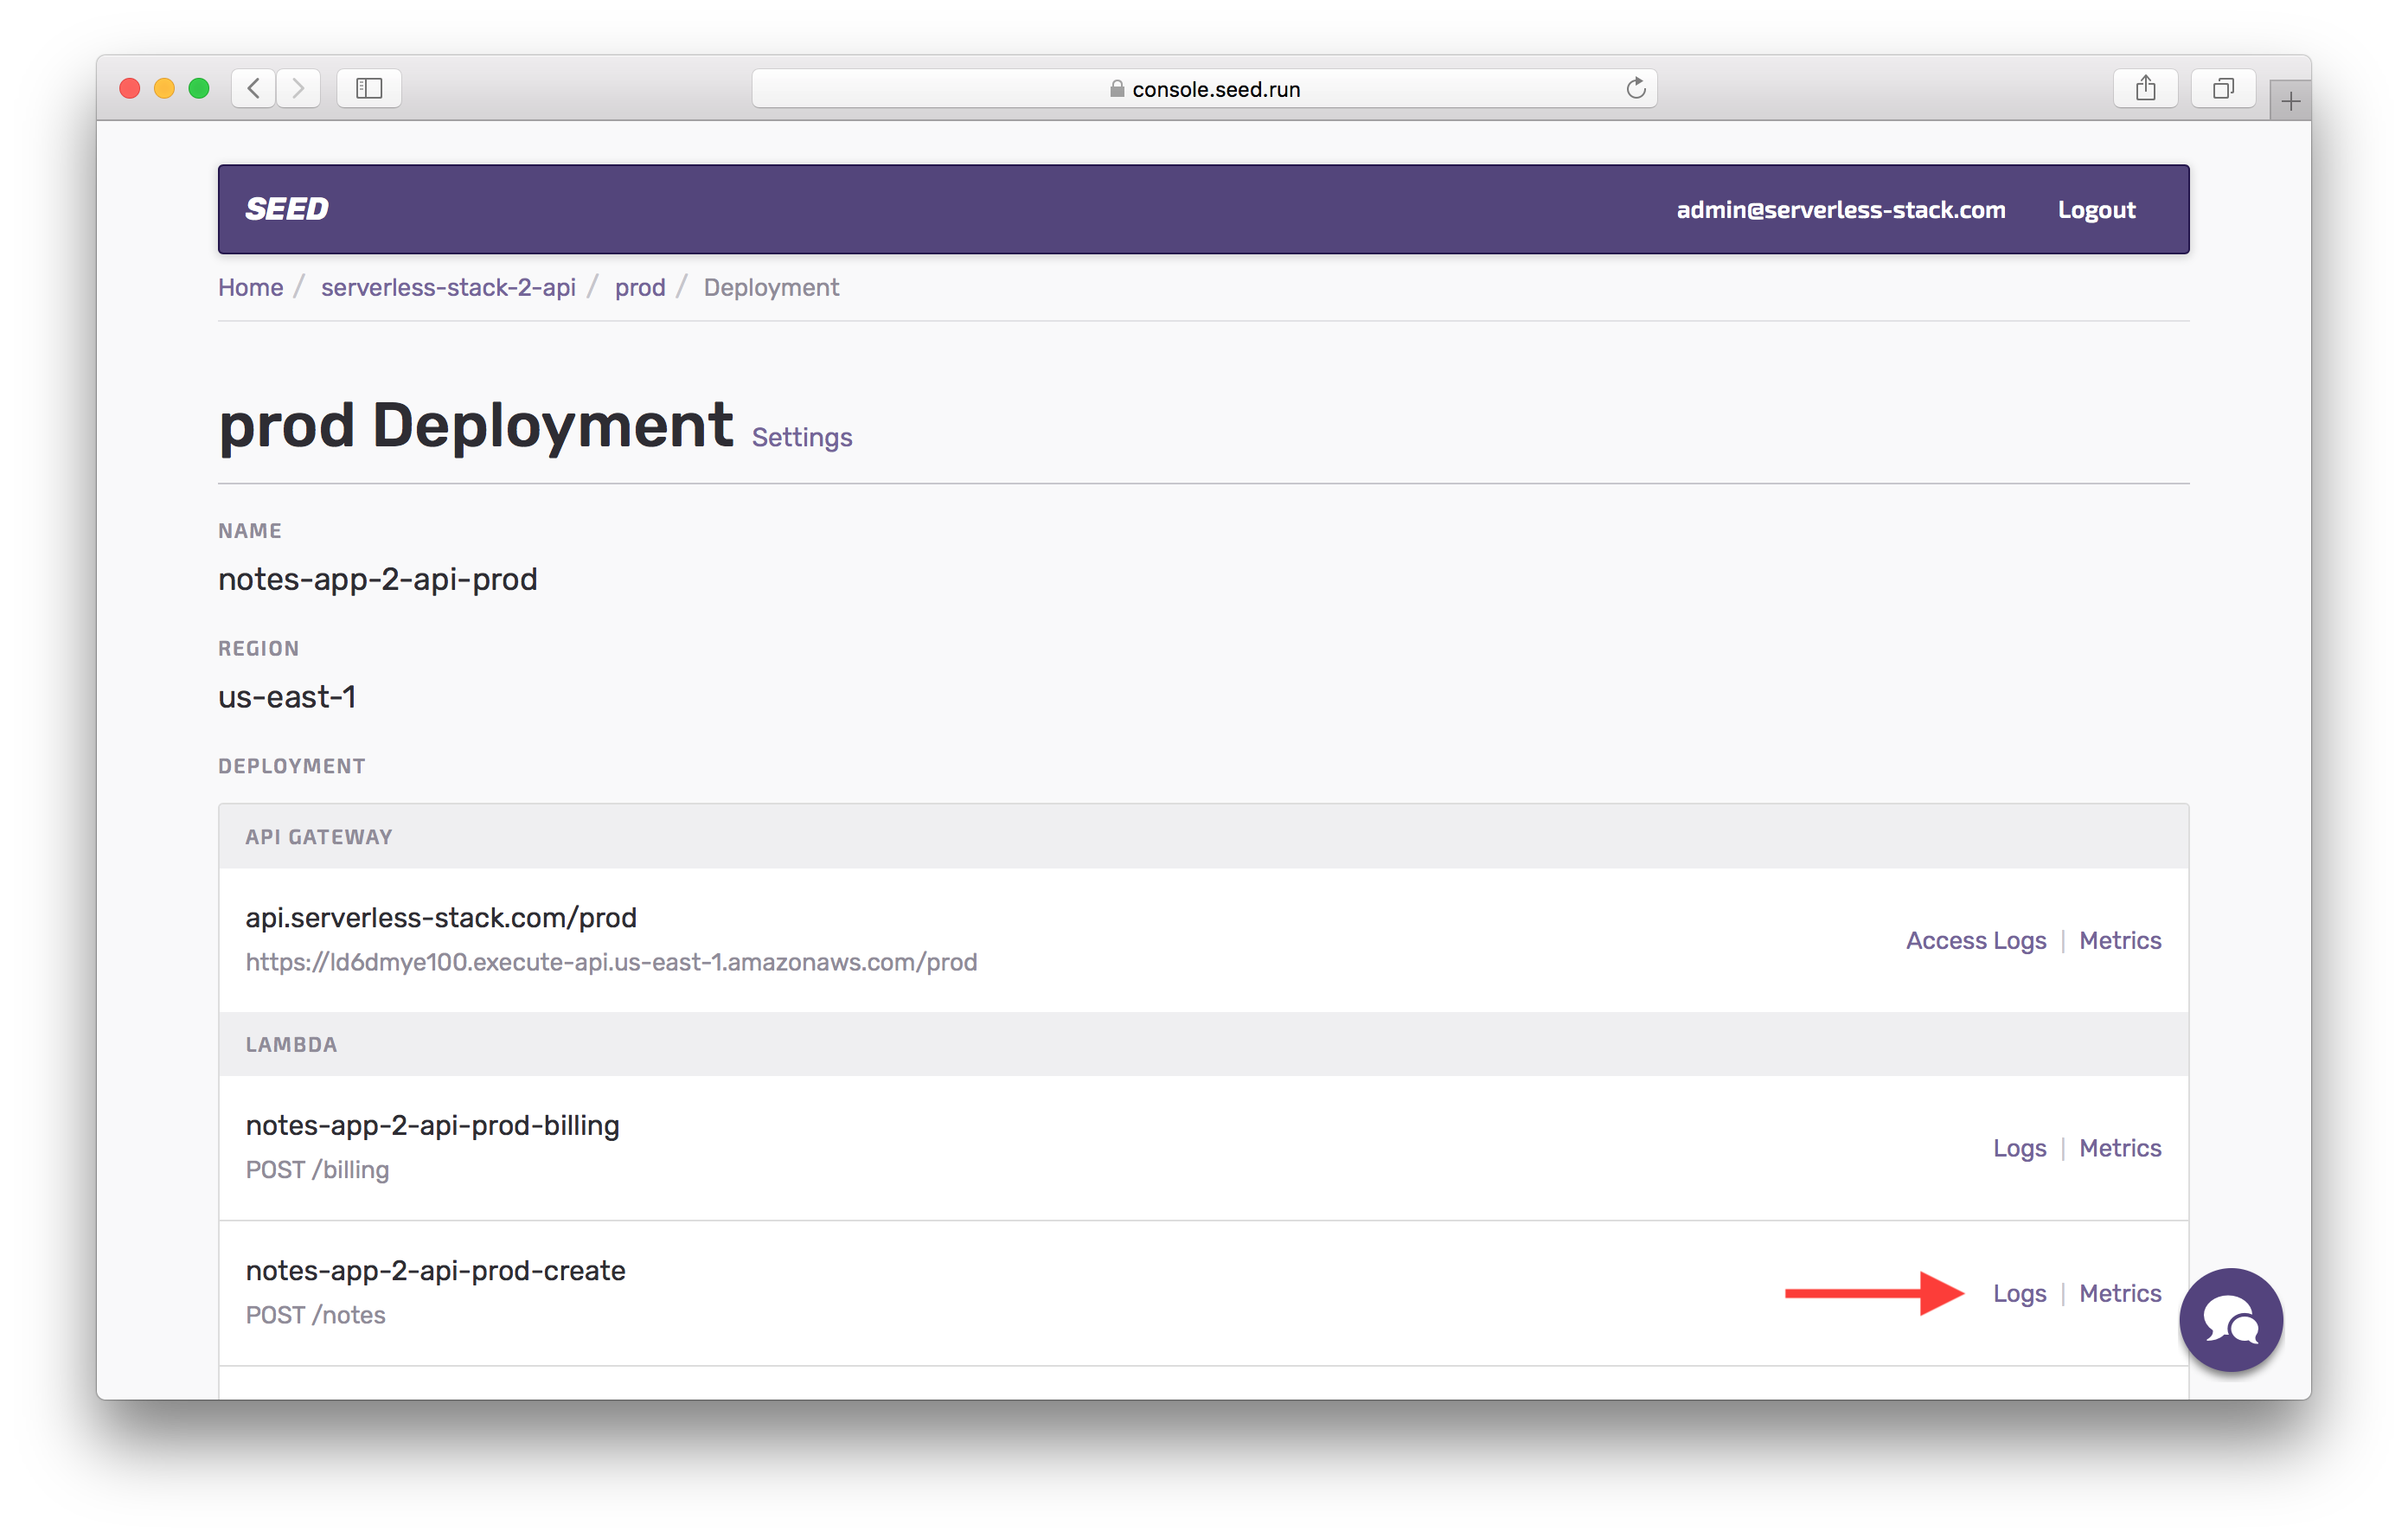 console.seed.run
SEED
admin@serverless-stack.com Logout
Home / serverless-stack-2-api / prod / Deployment
prod Deployment Settings
NAME
notes-app-2-api-prod
REGION
us-east-1
DEPLOYMENT
API GATEWAY
api.serverless-stack.com/prod
https://ld6dmye100.execute-api.us-east-1.amazonaws.com/prod
Access Logs | Metrics
LAMBDA
notes-app-2-api-prod-billing
POST /billing
Logs | Metrics
notes-app-2-api-prod-create
POST /notes
Logs | Metrics